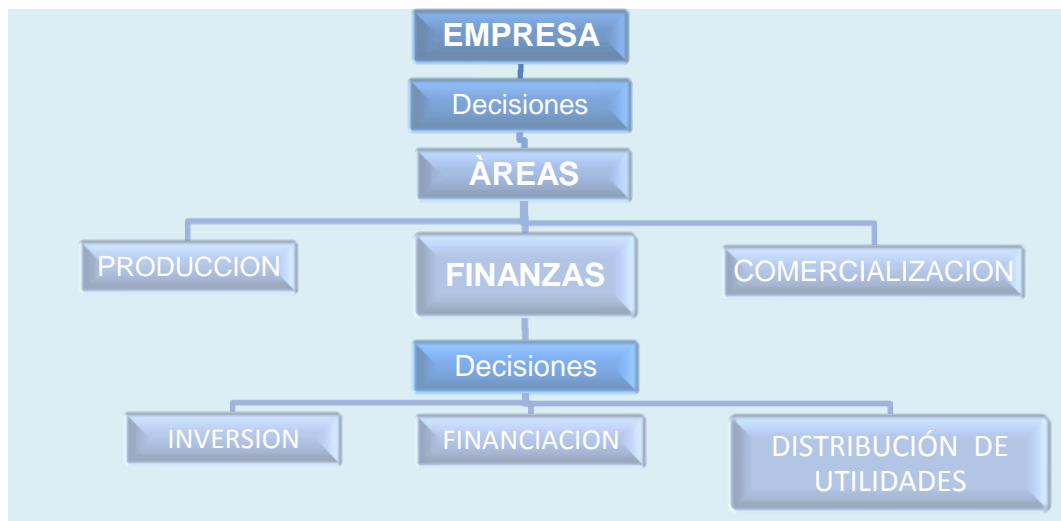 EMPRESA
Decisiones
ÀREAS
PRODUCCION
FINANZAS
COMERCIALIZACION
Decisiones
INVERSION
FINANCIACION
DISTRIBUCIÓN DE
UTILIDADES